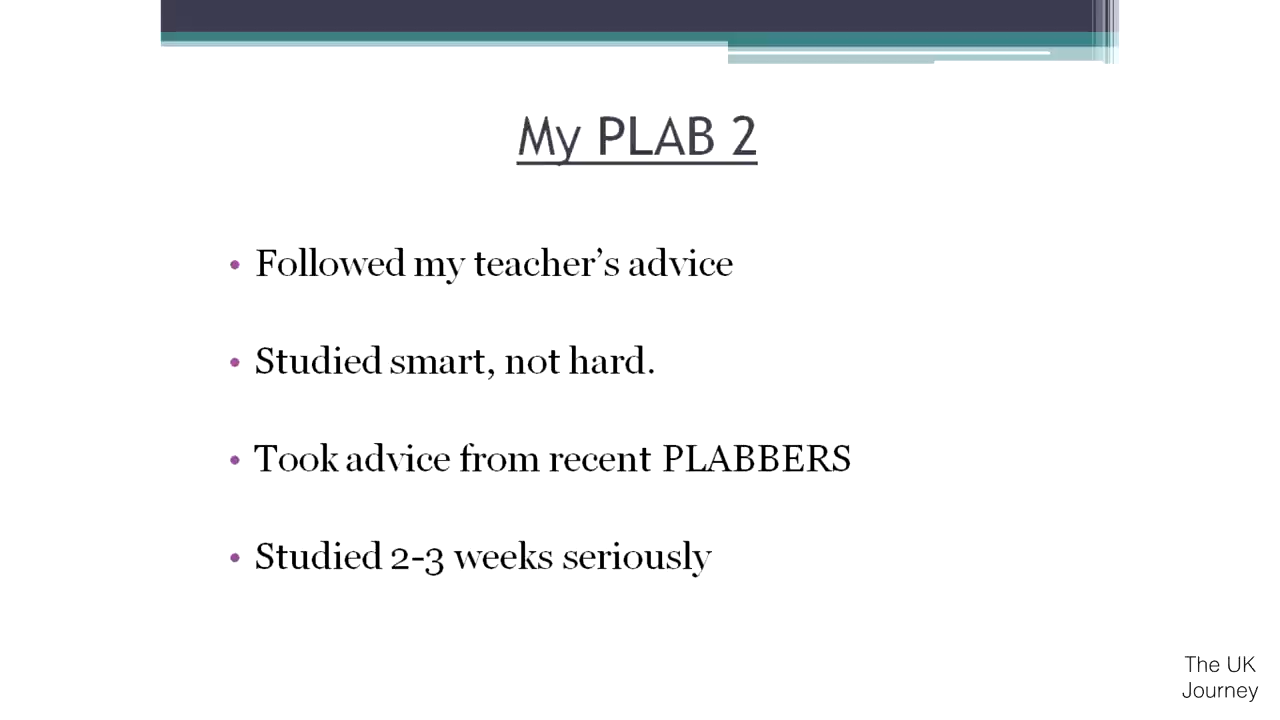 My PLAB 2
• Followed my teacher’s advice
• Studied smart, not hard.
• Took advice from recent PLABBERS
• Studied 2-3 weeks seriously
The UK
Journey